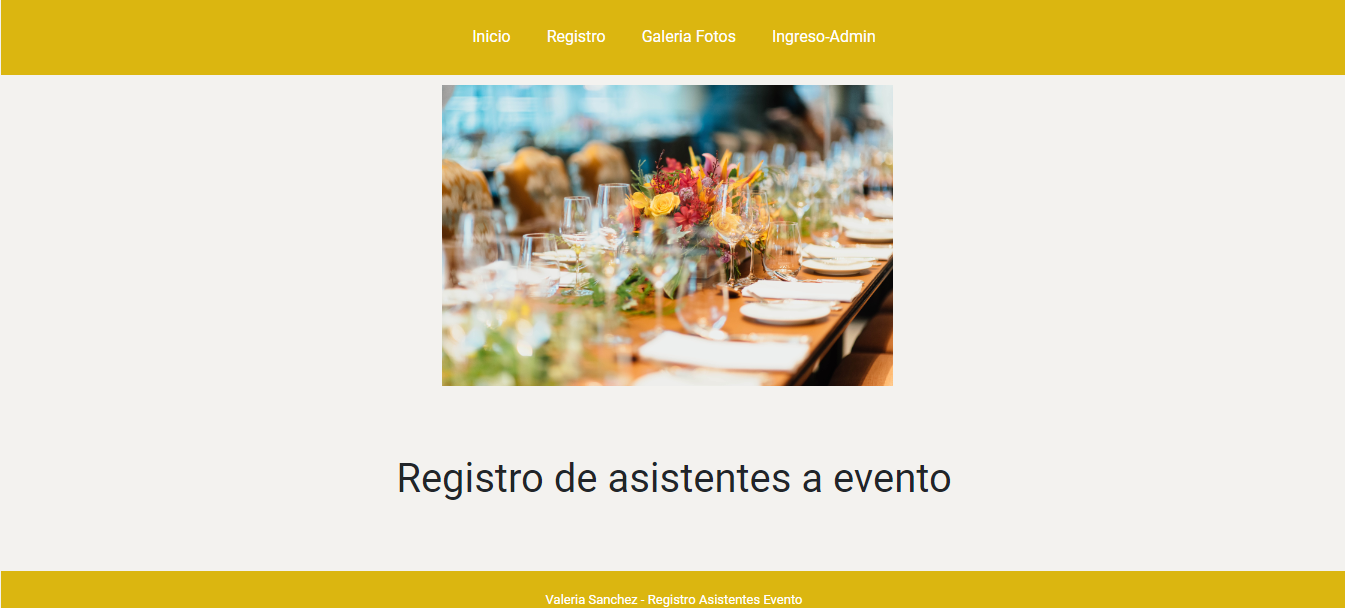 Inicio Registro Galeria Fotos Ingreso-Admin
Registro de asistentes a evento
Valeria Sanchez - Registro Asistentes Evento